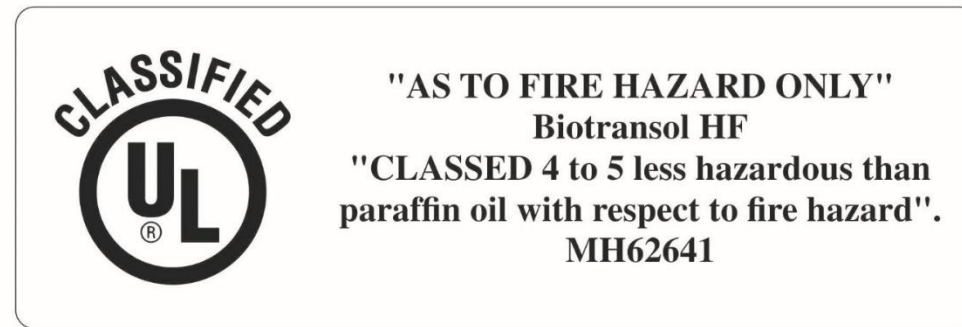 CLASSIFIED
UL
®
"AS TO FIRE HAZARD ONLY"
Biotransol HF
"CLASSED 4 to 5 less hazardous than
paraffin oil with respect to fire hazard".
MH62641